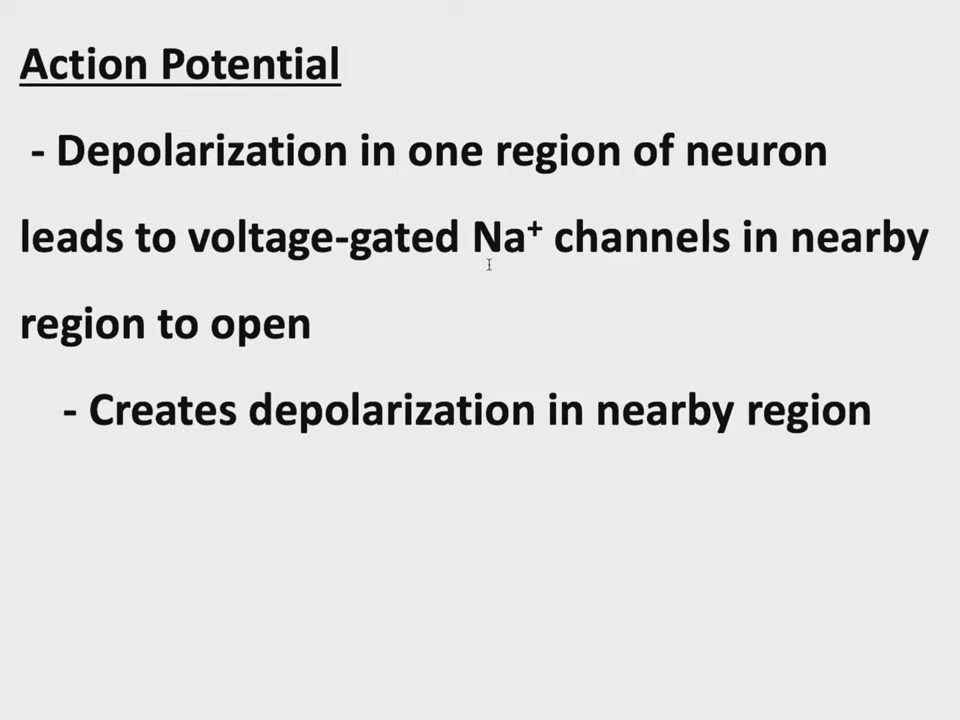 Action Potential
- Depolarization in one region of neuron
leads to voltage-gated Na⁺ channels in nearby
region to open
- Creates depolarization in nearby region